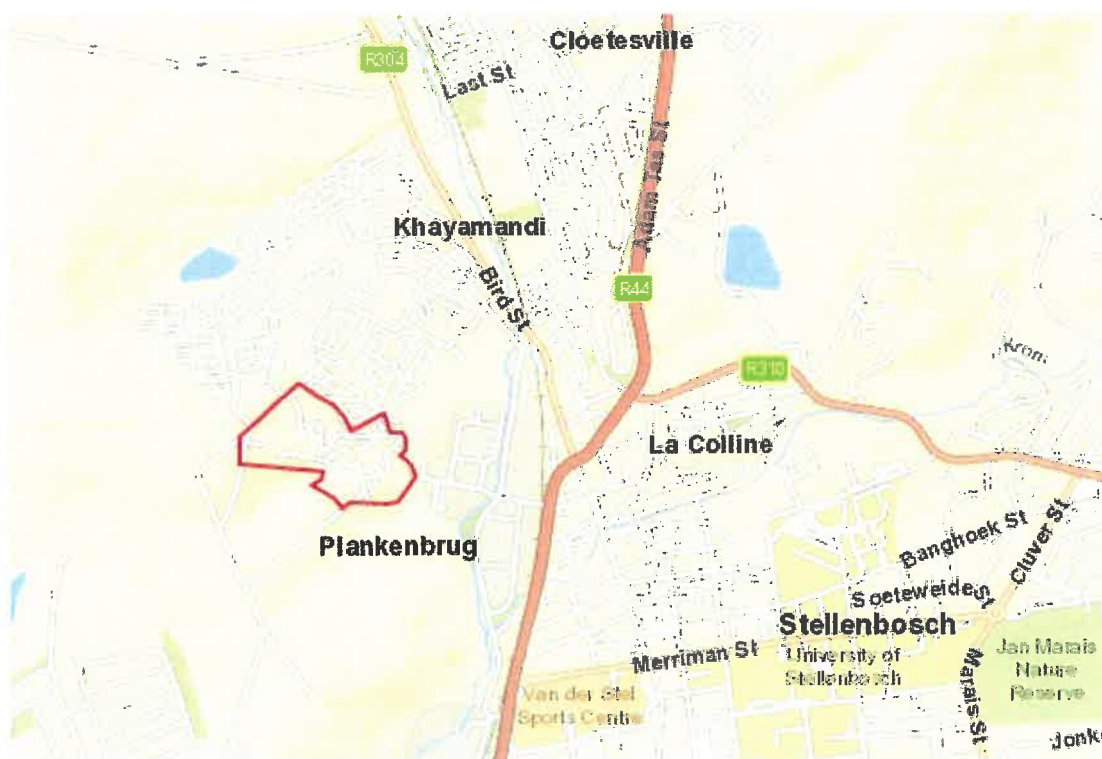 Cloetesville
R304
Last St
Adam Tas St
Khayamandi
Bird St
R44
Krom
R310
La Colline
Plankenbrug
Banghoek St
Cluver St
Soeteweide St
Stellenbosch
Merriman St
University of
Stellenbosch
Jan Marais
Nature
Reserve
Marais St
Van der Stel
Sports Centre
Jonk